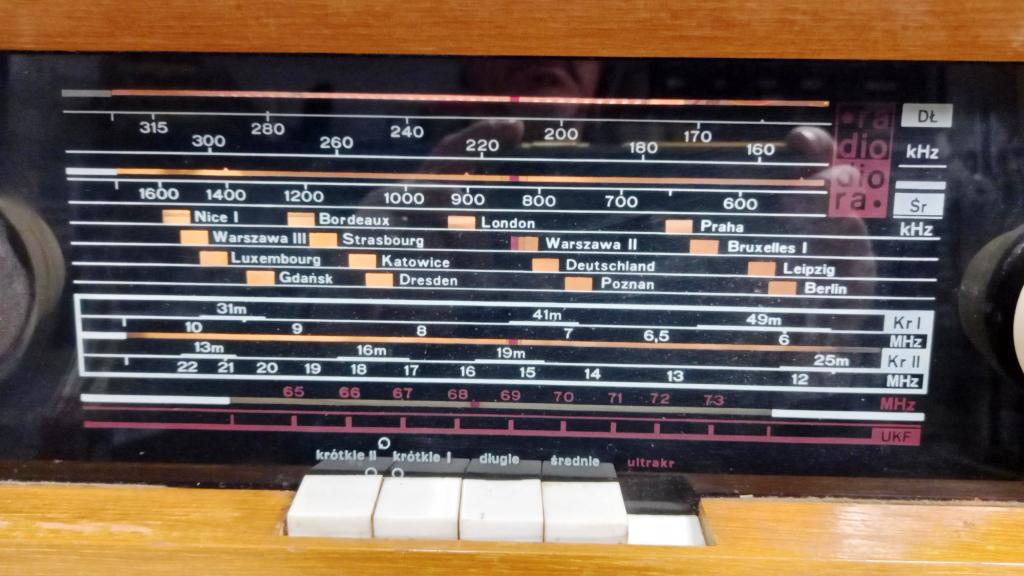 315 280 240 200 170
DŁ
300 260 220 180 160
kHz
ra
dio
dio
ra
1600 1400 1200 1000 900 800 700 600
Śr
kHz
Nice I Bordeaux London Praha
Warszawa III Strasbourg Warszawa II Bruxelles I
Luxembourg Katowice Deutschland Leipzig
Gdańsk Dresden Poznan Berlin
31m 41m 49m
Kr I
10 9 8 7 6,5 6
MHz
13m 16m 19m 25m
Kr II
22 21 20 19 18 17 16 15 14 13 12
MHz
65 66 67 68 69 70 71 72 73
MHz
UKF
krótkie II krótkie I długie średnie ultrakr